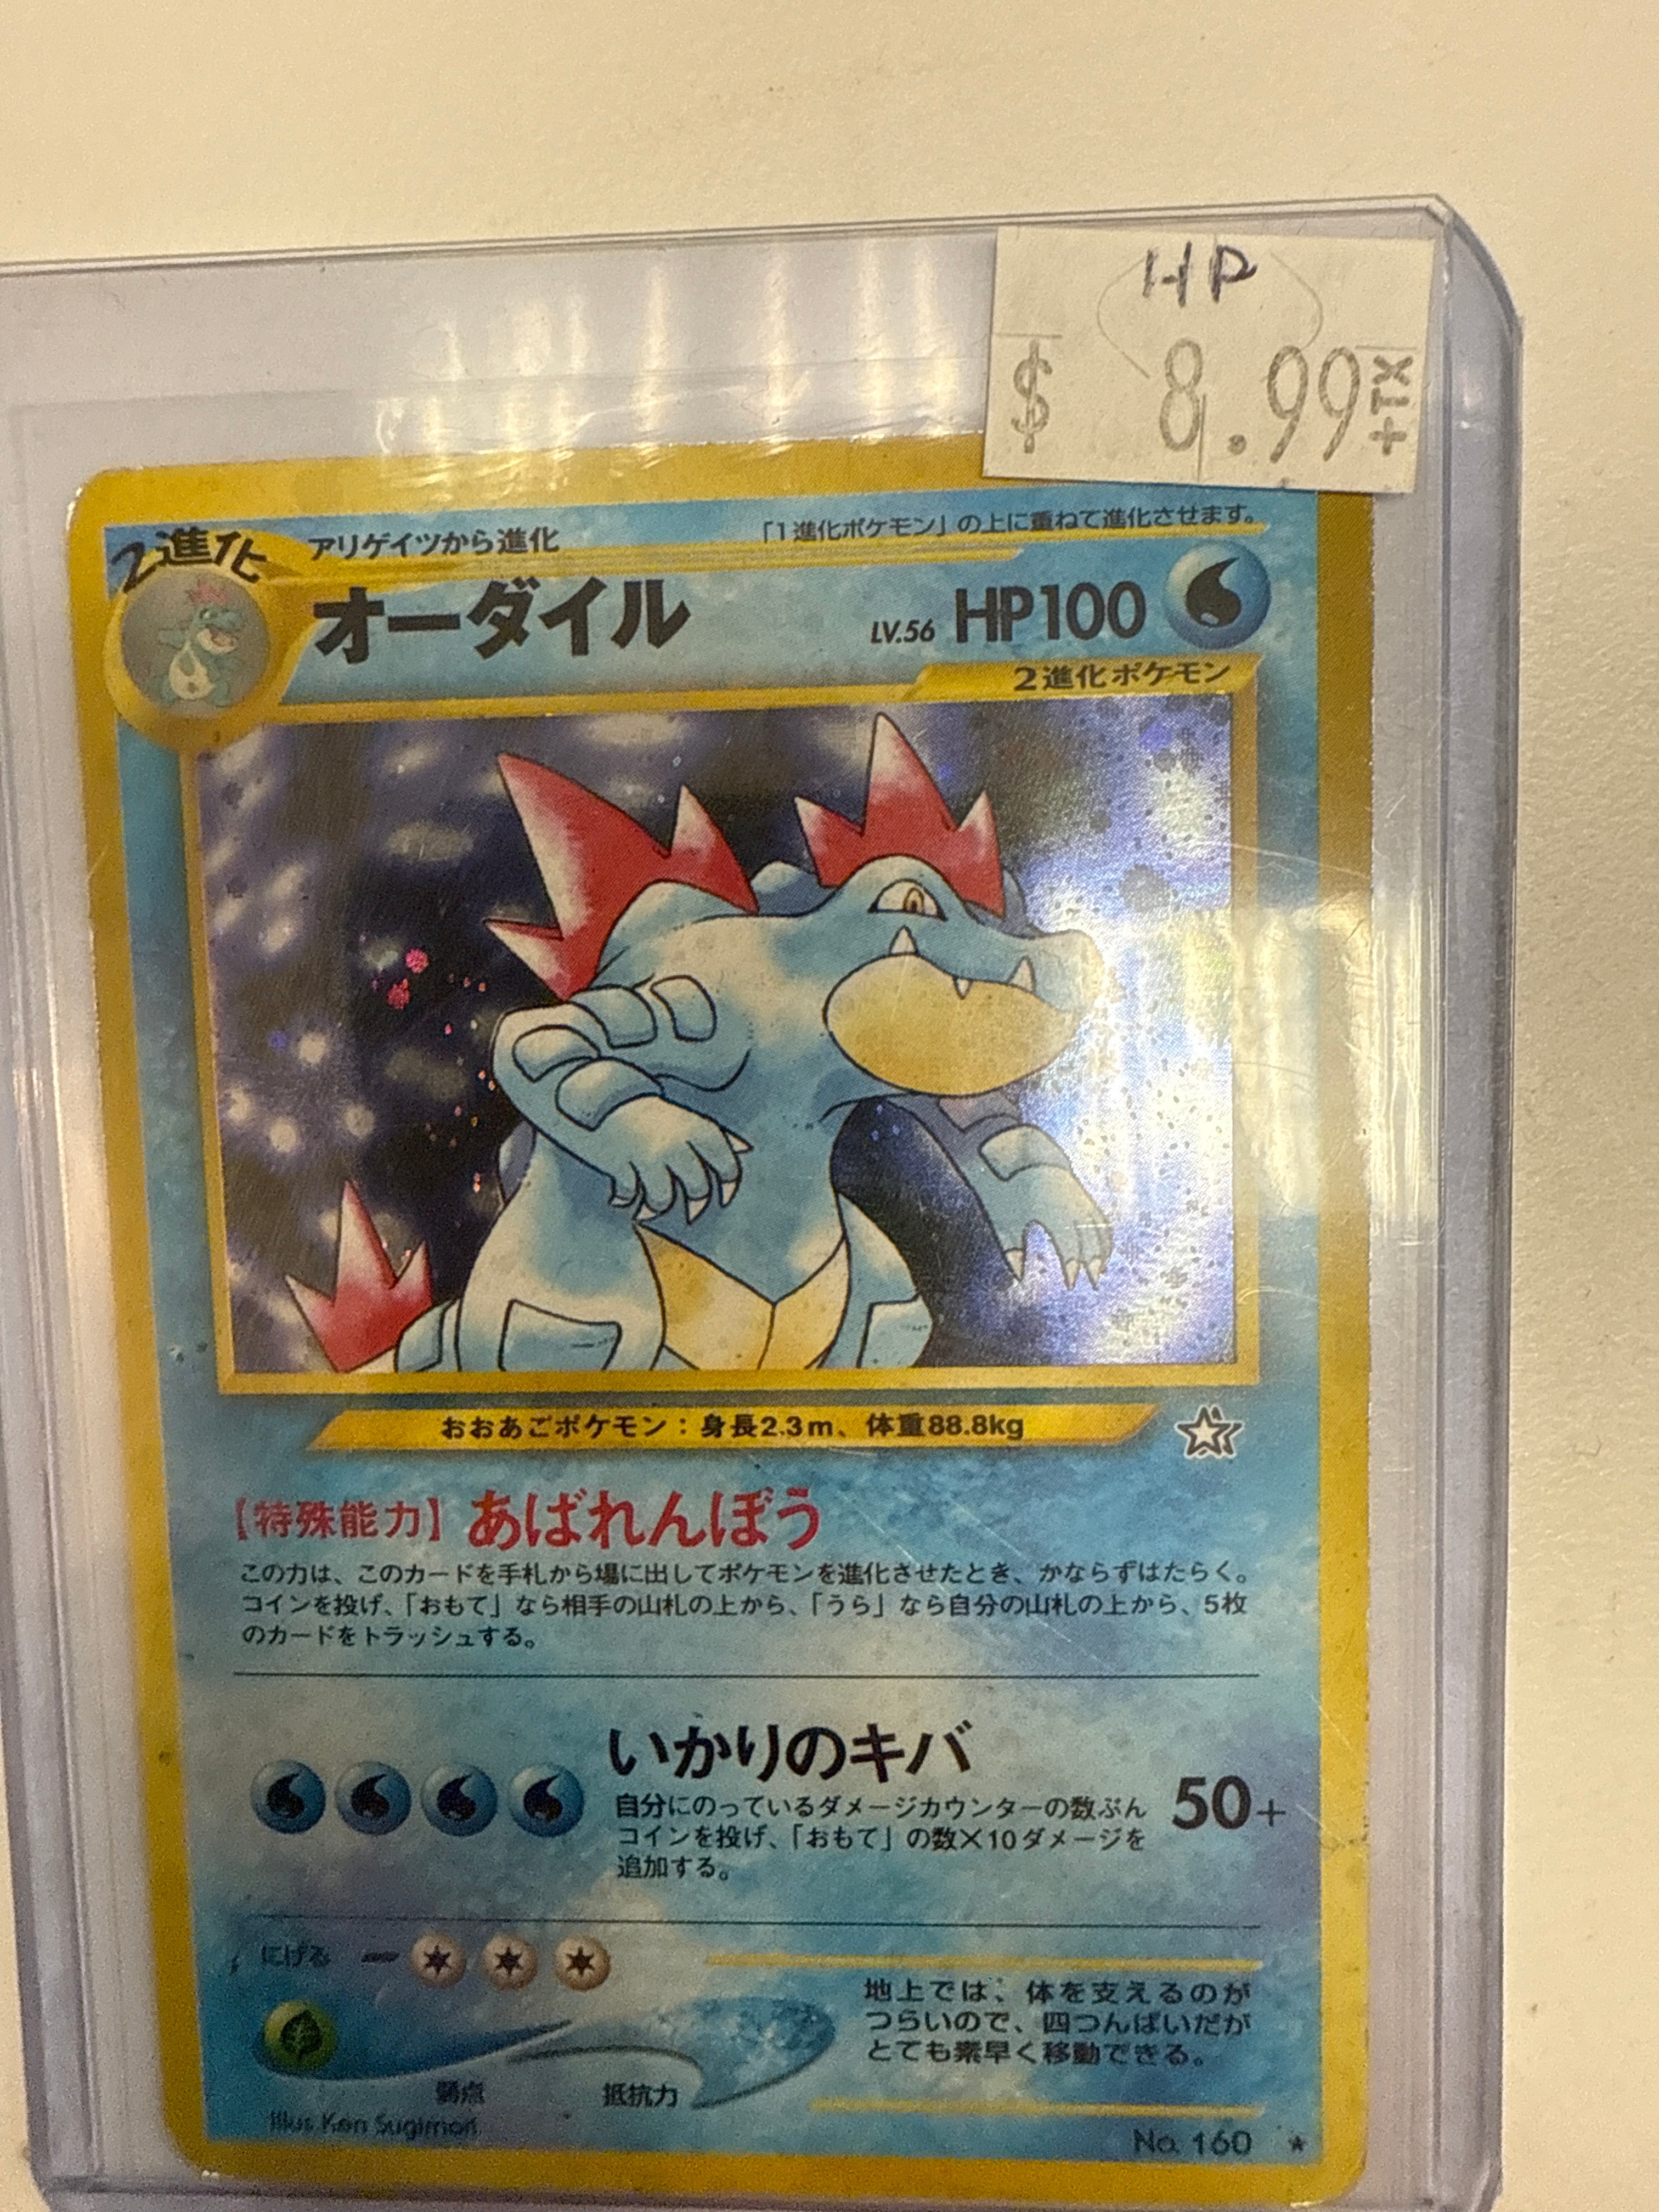 HP
$ 8.99+TX
2進化
アリゲイツから進化
「1進化ポケモン」の上に重ねて進化させます。
オーダイル LV.56 HP100
2進化ポケモン
おおあごポケモン：身長2.3m、体重88.8kg
【特殊能力】あばれんぼう
この力は、このカードを手札から場に出してポケモンを進化させたとき、かならずはたらく。
コインを投げ、「おもて」なら相手の山札の上から、「うら」なら自分の山札の上から、5枚
のカードをトラッシュする。
いかりのキバ
50+
自分にのっているダメージカウンターの数ぶん
コインを投げ、「おもて」の数×10ダメージを
追加する。
にげる
地上では、体を支えるのが
つらいので、四つんばいだが
とても素早く移動できる。
弱点 抵抗力
Illus. Ken Sugimori
No. 160 ★